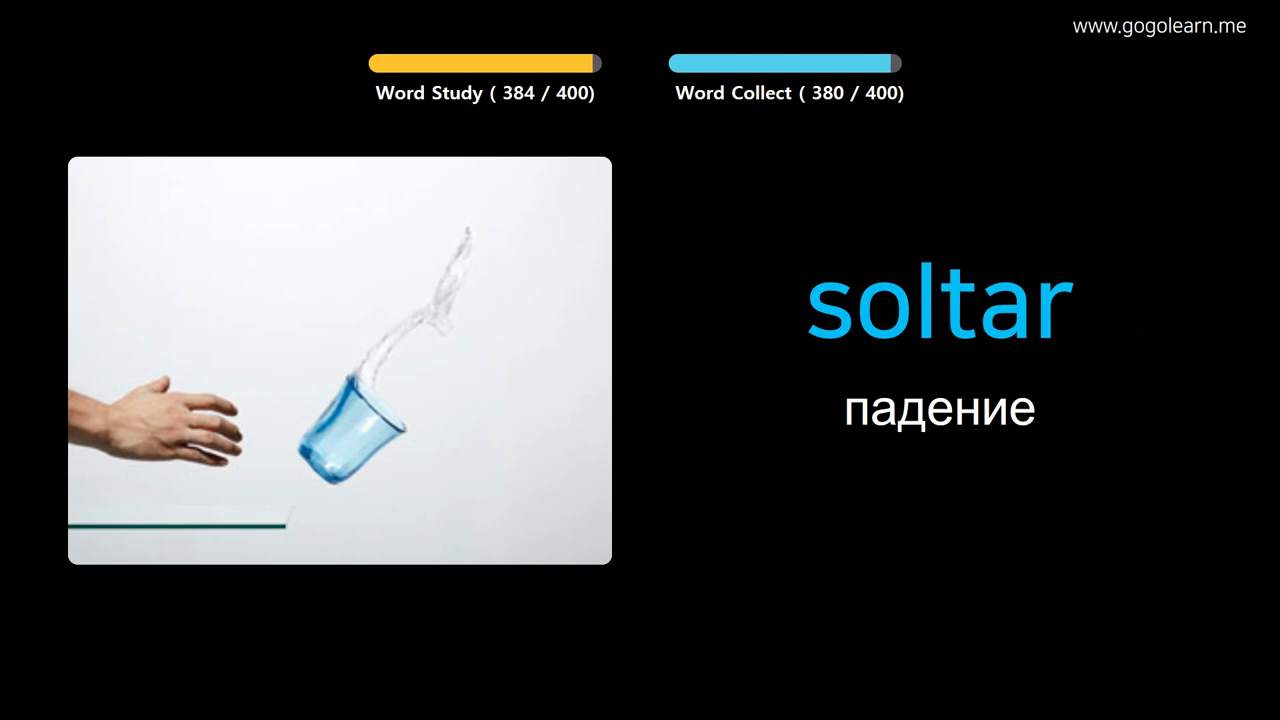 www.gogolearn.me
Word Study ( 384 / 400)
Word Collect ( 380 / 400)
soltar
падение